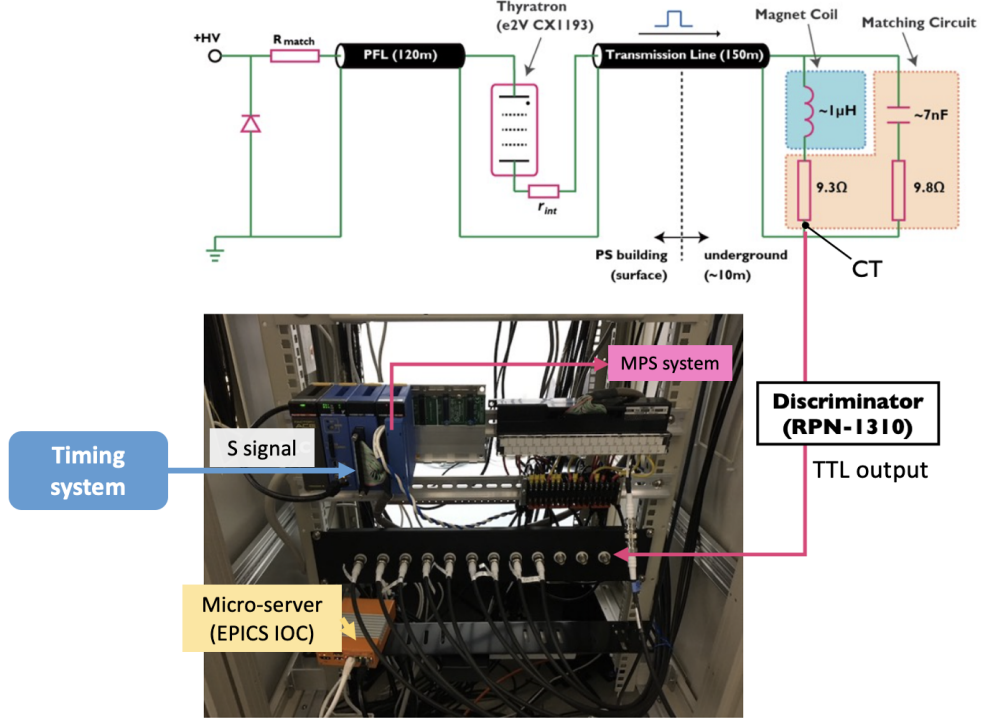 Thyratron
(e2V CX1193)
Magnet Coil
Matching Circuit
+HV
Rmatch
PFL (120m)
Transmission Line (150m)
~1μH
~7nF
9.3Ω
9.8Ω
rint
PS building
(surface)
underground
(~10m)
CT
MPS system
Discriminator
(RPN-1310)
TTL output
Timing
system
S signal
Micro-server
(EPICS IOC)